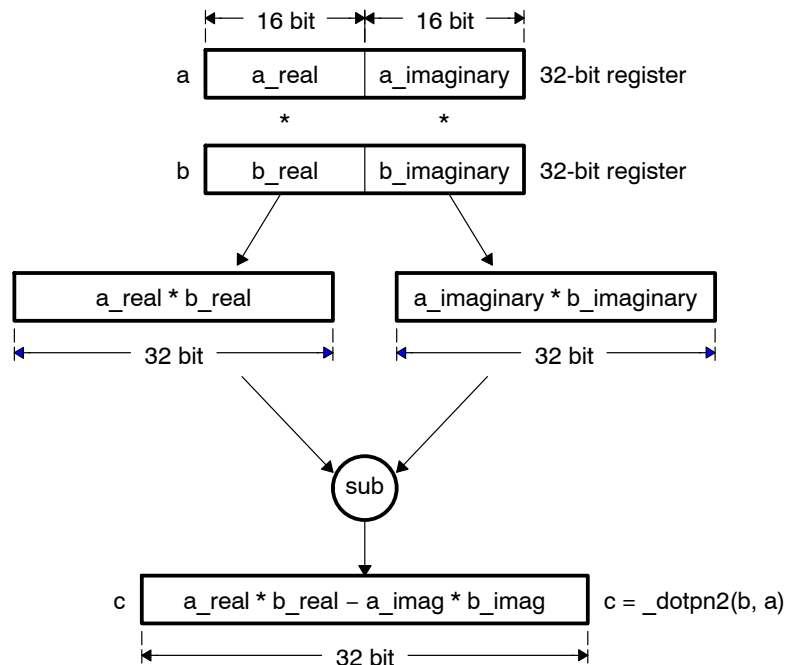 16 bit 16 bit
a a_real a_imaginary 32-bit register
* *
b b_real b_imaginary 32-bit register
a_real * b_real a_imaginary * b_imaginary
32 bit 32 bit
sub
c a_real * b_real – a_imag * b_imag c = _dotpn2(b, a)
32 bit